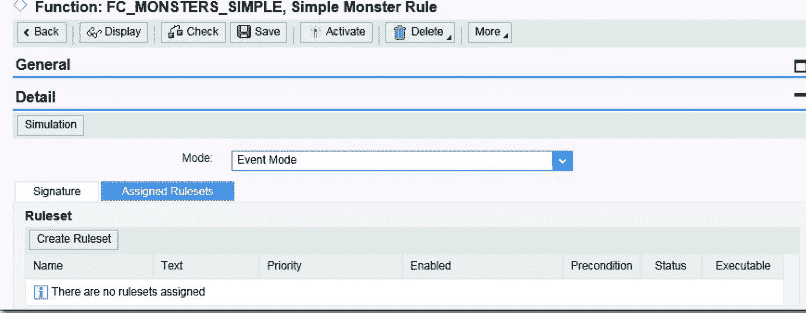 Function: FC_MONSTERS_SIMPLE, Simple Monster Rule
Back Display Check Save Activate Delete More
General
Detail
Simulation
Mode: Event Mode
Signature Assigned Rulesets
Ruleset
Create Ruleset
Name Text Priority Enabled Precondition Status Executable
There are no rulesets assigned